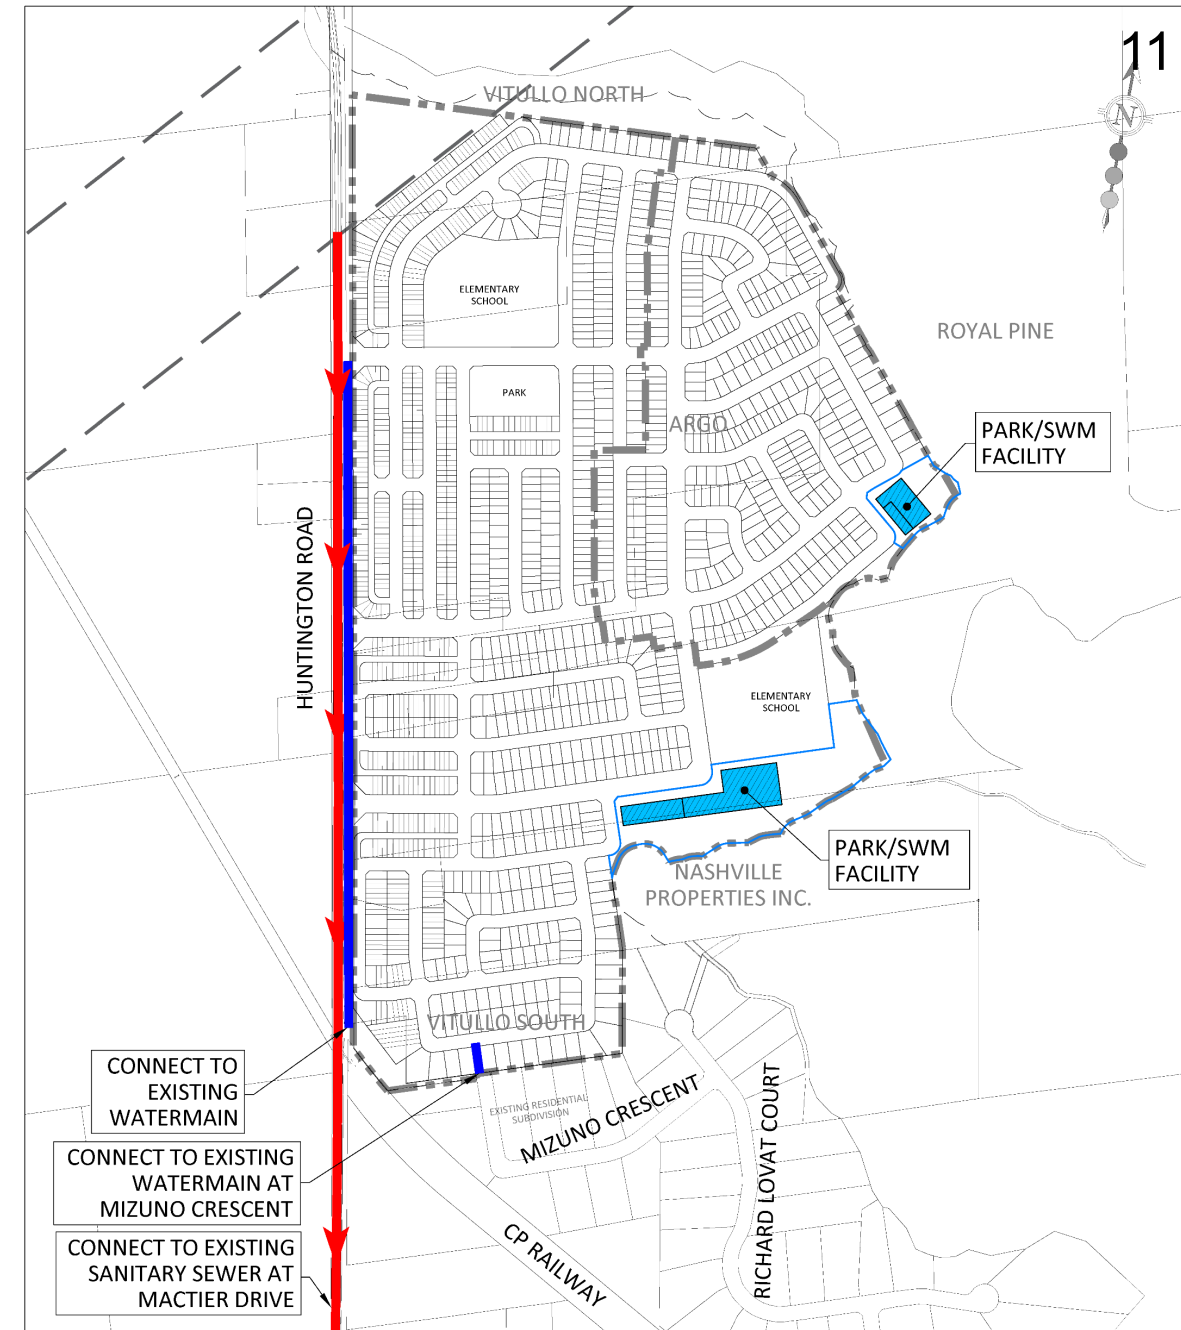 11
VITULLO NORTH
N
ELEMENTARY
SCHOOL
ROYAL PINE
PARK
ARGO
PARK/SWM
FACILITY
HUNTINGTON ROAD
ELEMENTARY
SCHOOL
PARK/SWM
FACILITY
NASHVILLE
PROPERTIES INC.
VITULLO SOUTH
CONNECT TO
EXISTING
WATERMAIN
EXISTING RESIDENTIAL
SUBDIVISION
MIZUNO CRESCENT
RICHARD LOVAT COURT
CONNECT TO EXISTING
WATERMAIN AT
MIZUNO CRESCENT
CP RAILWAY
CONNECT TO EXISTING
SANITARY SEWER AT
MACTIER DRIVE